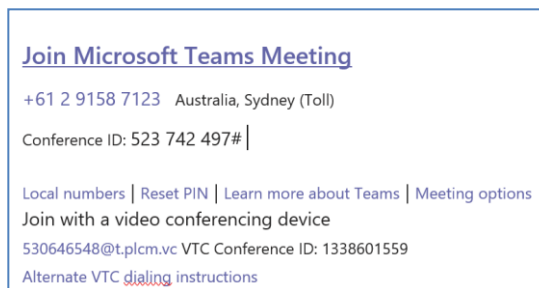 Join Microsoft Teams Meeting
+61 2 9158 7123 Australia, Sydney (Toll)
Conference ID: 523 742 497# |
Local numbers | Reset PIN | Learn more about Teams | Meeting options
Join with a video conferencing device
530646548@t.plcm.vc VTC Conference ID: 1338601559
Alternate VTC dialing instructions